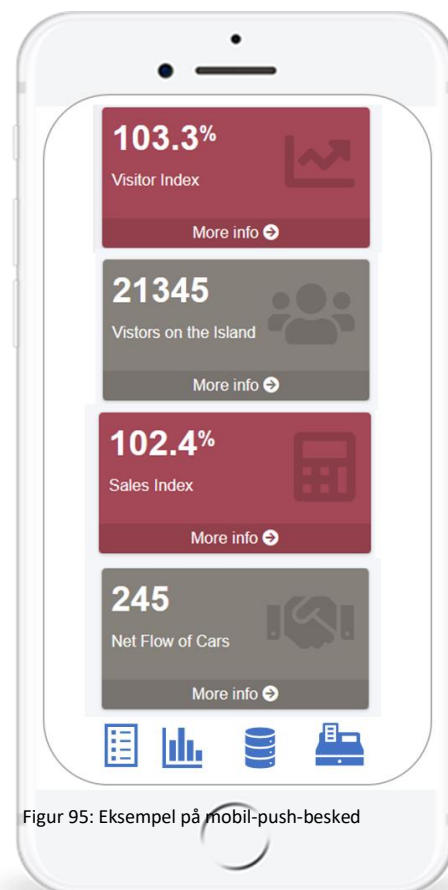 103.3%
Visitor Index
More info
21345
Vistors on the Island
More info
102.4%
Sales Index
More info
245
Net Flow of Cars
More info
Figur 95: Eksempel på mobil-push-besked